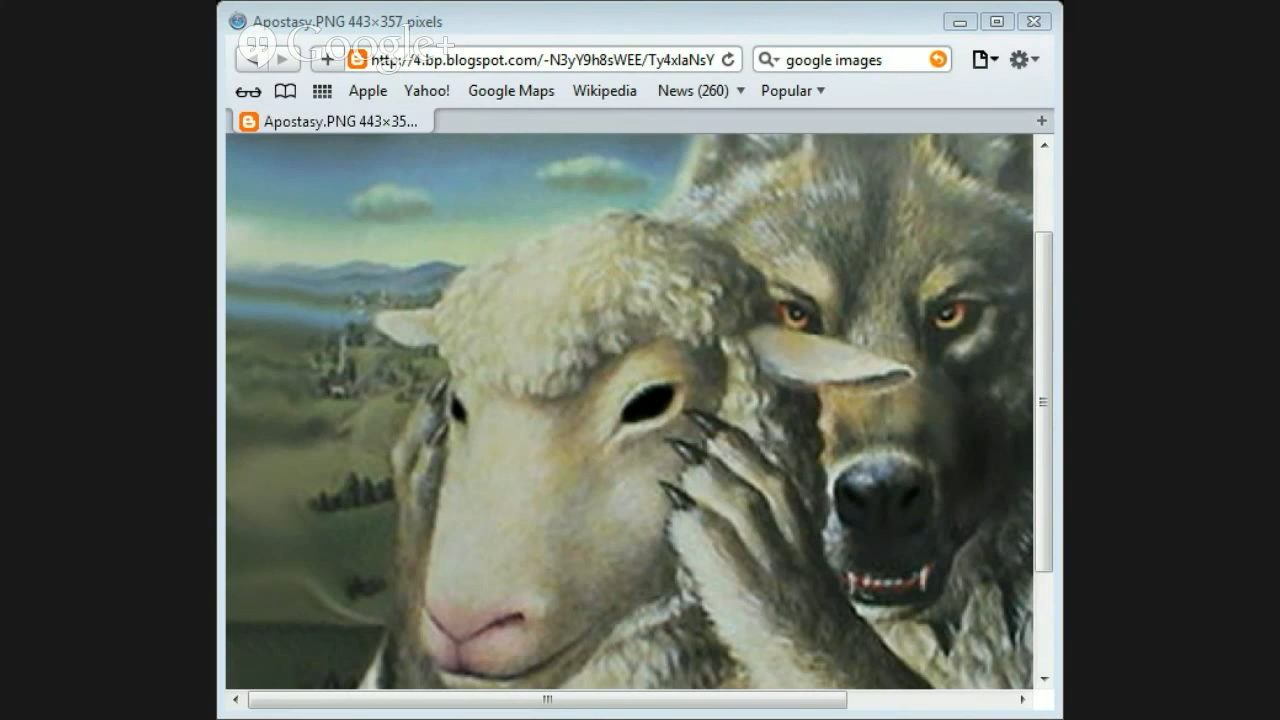 Apostasy.PNG 443×357 pixels
Google+
http://4.bp.blogspot.com/-N3yY9h8sWEE/Ty4xIaNsY
google images
Apple Yahoo! Google Maps Wikipedia News (260) Popular
Apostasy.PNG 443×35...